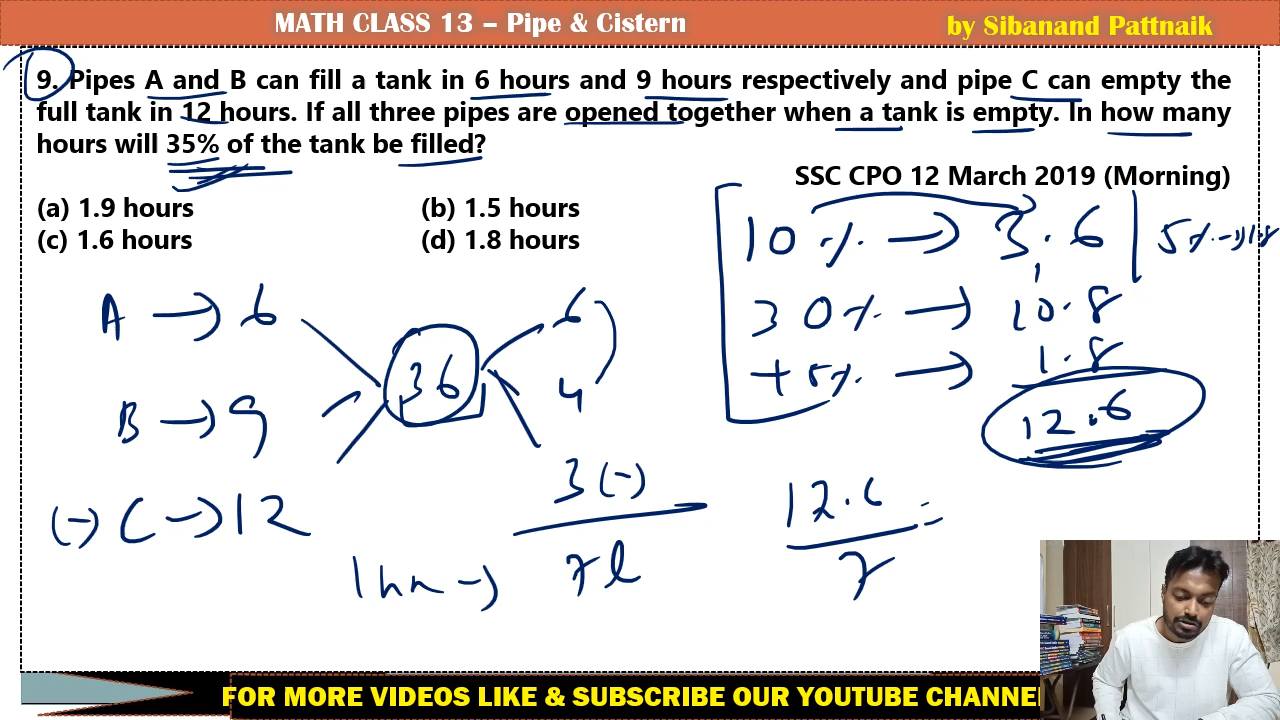 MATH CLASS 13 – Pipe & Cistern
by Sibanand Pattnaik
9. Pipes A and B can fill a tank in 6 hours and 9 hours respectively and pipe C can empty the
full tank in 12 hours. If all three pipes are opened together when a tank is empty. In how many
hours will 35% of the tank be filled?
SSC CPO 12 March 2019 (Morning)
(a) 1.9 hours
(b) 1.5 hours
(c) 1.6 hours
(d) 1.8 hours
10% → 3.6
5% → 1.8
30% → 10.8
+ 5% → 1.8
12.6
A → 6
B → 9
(-) C → 12
36
6
4
3 (-)
1hr → 7l
12.6
7
=
FOR MORE VIDEOS LIKE & SUBSCRIBE OUR YOUTUBE CHANNE